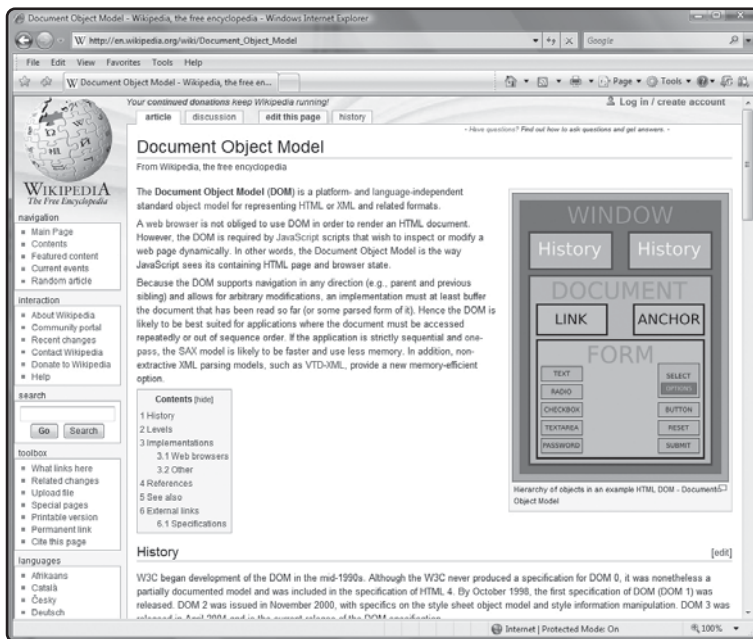 Document Object Model - Wikipedia, the free encyclopedia - Windows Internet Explorer
W http://en.wikipedia.org/wiki/Document_Object_Model
Google
File Edit View Favorites Tools Help
W Document Object Model - Wikipedia, the free en...
Page Tools
Your continued donations keep Wikipedia running!
Log in / create account
article discussion edit this page history
- Have questions? Find out how to ask questions and get answers. -
Document Object Model
From Wikipedia, the free encyclopedia
WIKIPEDIA
The Free Encyclopedia
navigation
Main Page
Contents
Featured content
Current events
Random article
interaction
About Wikipedia
Community portal
Recent changes
Contact Wikipedia
Donate to Wikipedia
Help
search
Go Search
toolbox
What links here
Related changes
Upload file
Special pages
Printable version
Permanent link
Cite this page
languages
Afrikaans
Català
Česky
Deutsch
The Document Object Model (DOM) is a platform- and language-independent
standard object model for representing HTML or XML and related formats.
A web browser is not obliged to use DOM in order to render an HTML document.
However, the DOM is required by JavaScript scripts that wish to inspect or modify a
web page dynamically. In other words, the Document Object Model is the way
JavaScript sees its containing HTML page and browser state.
Because the DOM supports navigation in any direction (e.g., parent and previous
sibling) and allows for arbitrary modifications, an implementation must at least buffer
the document that has been read so far (or some parsed form of it). Hence the DOM is
likely to be best suited for applications where the document must be accessed
repeatedly or out of sequence order. If the application is strictly sequential and one-
pass, the SAX model is likely to be faster and use less memory. In addition, non-
extractive XML parsing models, such as VTD-XML, provide a new memory-efficient
option.
Contents [hide]
1 History
2 Levels
3 Implementations
3.1 Web browsers
3.2 Other
4 References
5 See also
6 External links
6.1 Specifications
WINDOW
History History
DOCUMENT
LINK ANCHOR
FORM
TEXT SELECT
RADIO OPTIONS
CHECKBOX BUTTON
TEXTAREA RESET
PASSWORD SUBMIT
Hierarchy of objects in an example HTML DOM - Document
Object Model
History [edit]
W3C began development of the DOM in the mid-1990s. Although the W3C never produced a specification for DOM 0, it was nonetheless a
partially documented model and was included in the specification of HTML 4. By October 1998, the first specification of DOM (DOM 1) was
released. DOM 2 was issued in November 2000, with specifics on the style sheet object model and style information manipulation. DOM 3 was
released in April 2004 and is the current release of the DOM specification.
Internet | Protected Mode: On 100%